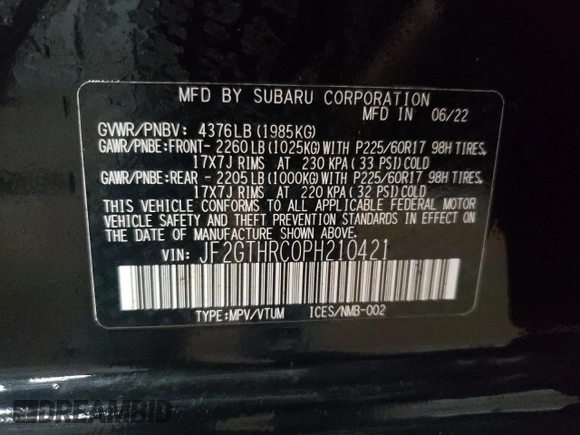 MFD BY SUBARU CORPORATION
MFD IN 06/22
GVWR/PNBV: 4376LB(1985KG)
GAWR/PNBE:FRONT- 2260LB(1025KG)WITH P225/60R17 98H TIRES,
17X7J RIMS AT 230 KPA(33 PSI)COLD
GAWR/PNBE:REAR - 2205LB(1000KG)WITH P225/60R17 98H TIRES,
17X7J RIMS AT 220 KPA(32 PSI)COLD
THIS VEHICLE CONFORMS TO ALL APPLICABLE FEDERAL MOTOR
VEHICLE SAFETY AND THEFT PREVENTION STANDARDS IN EFFECT ON
THE DATE OF MANUFACTURE SHOWN ABOVE.
VIN: JF2GTHRC0PH210421
TYPE:MPV/VTUM ICES/NMB-002
DREAMBID